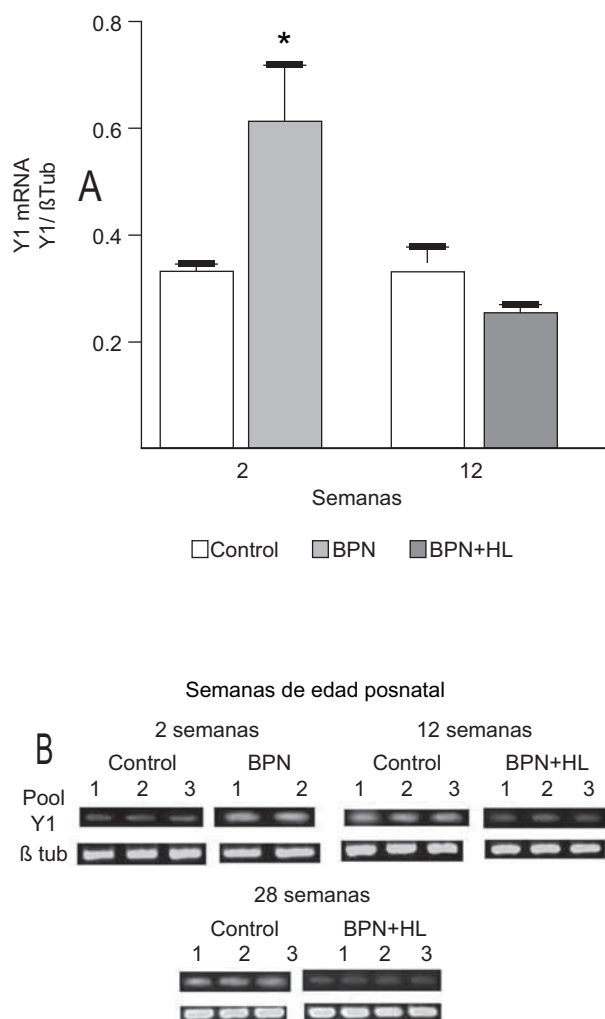 0.8
*
0.6
A
Y1 mRNA
Y1/ ßTub
0.4
0.2
2 12
Semanas
Control BPN BPN+HL
Semanas de edad posnatal
B
2 semanas 12 semanas
Control BPN Control BPN+HL
Pool 1 2 3 1 2 1 2 3 1 2 3
Y1
ß tub
28 semanas
Control BPN+HL
1 2 3 1 2 3